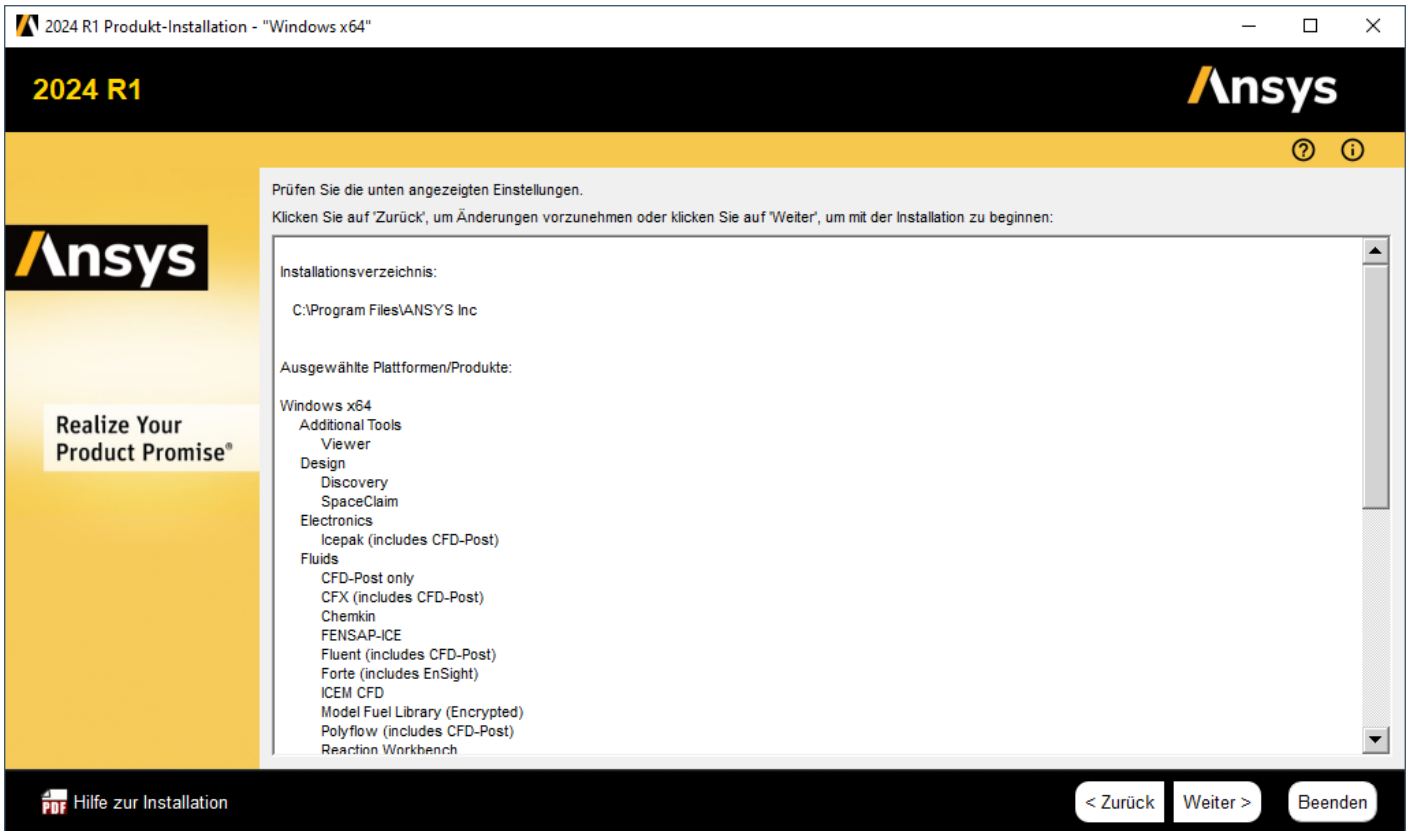 2024 R1 Produkt-Installation - "Windows x64"
2024 R1
Ansys
Prüfen Sie die unten angezeigten Einstellungen.
Klicken Sie auf 'Zurück', um Änderungen vorzunehmen oder klicken Sie auf 'Weiter', um mit der Installation zu beginnen:
Ansys
Realize Your
Product Promise®
Installationsverzeichnis:
C:\Program Files\ANSYS Inc
Ausgewählte Plattformen/Produkte:
Windows x64
Additional Tools
Viewer
Design
Discovery
SpaceClaim
Electronics
Icepak (includes CFD-Post)
Fluids
CFD-Post only
CFX (includes CFD-Post)
Chemkin
FENSAP-ICE
Fluent (includes CFD-Post)
Forte (includes EnSight)
ICEM CFD
Model Fuel Library (Encrypted)
Polyflow (includes CFD-Post)
Reaction Workbench
PDF Hilfe zur Installation
< Zurück Weiter > Beenden